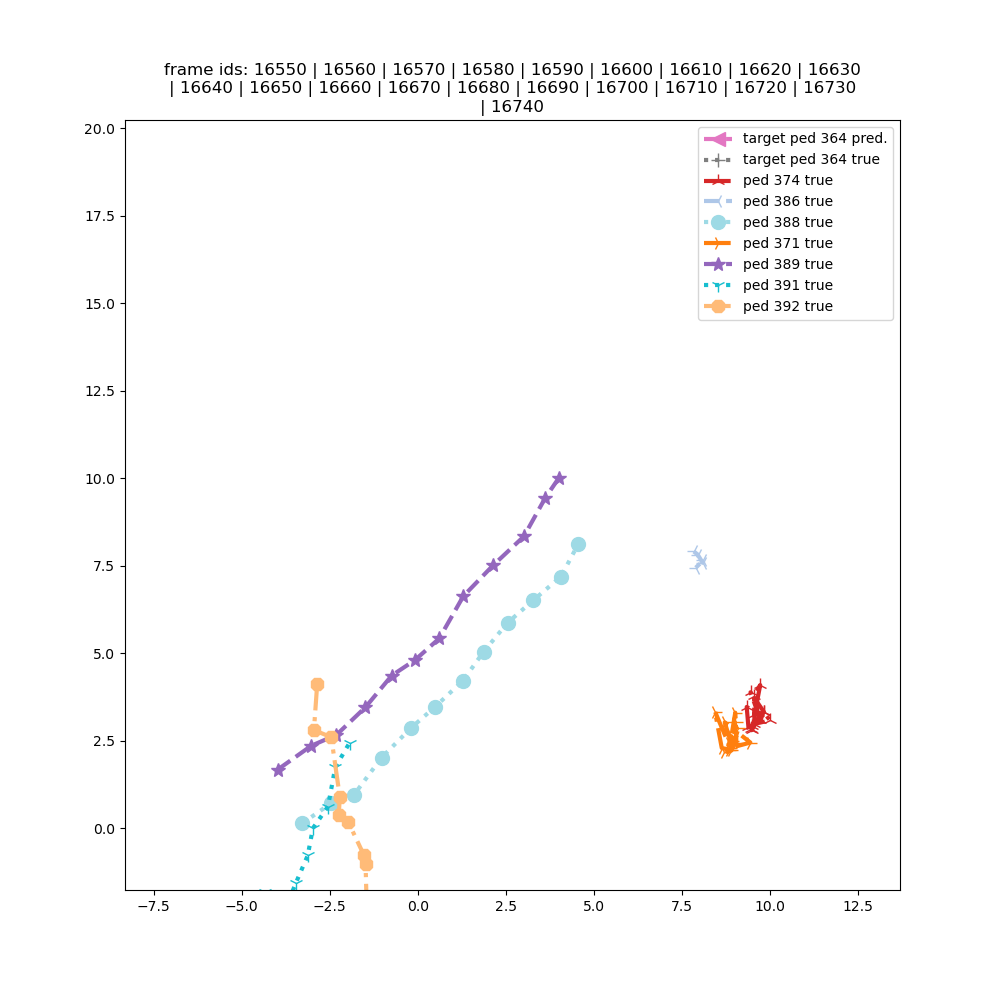 frame ids: 16550 | 16560 | 16570 | 16580 | 16590 | 16600 | 16610 | 16620 | 16630
| 16640 | 16650 | 16660 | 16670 | 16680 | 16690 | 16700 | 16710 | 16720 | 16730
| 16740
target ped 364 pred.
target ped 364 true
ped 374 true
ped 386 true
ped 388 true
ped 371 true
ped 389 true
ped 391 true
ped 392 true
20.0
17.5
15.0
12.5
10.0
7.5
5.0
2.5
0.0
−7.5 −5.0 −2.5 0.0 2.5 5.0 7.5 10.0 12.5